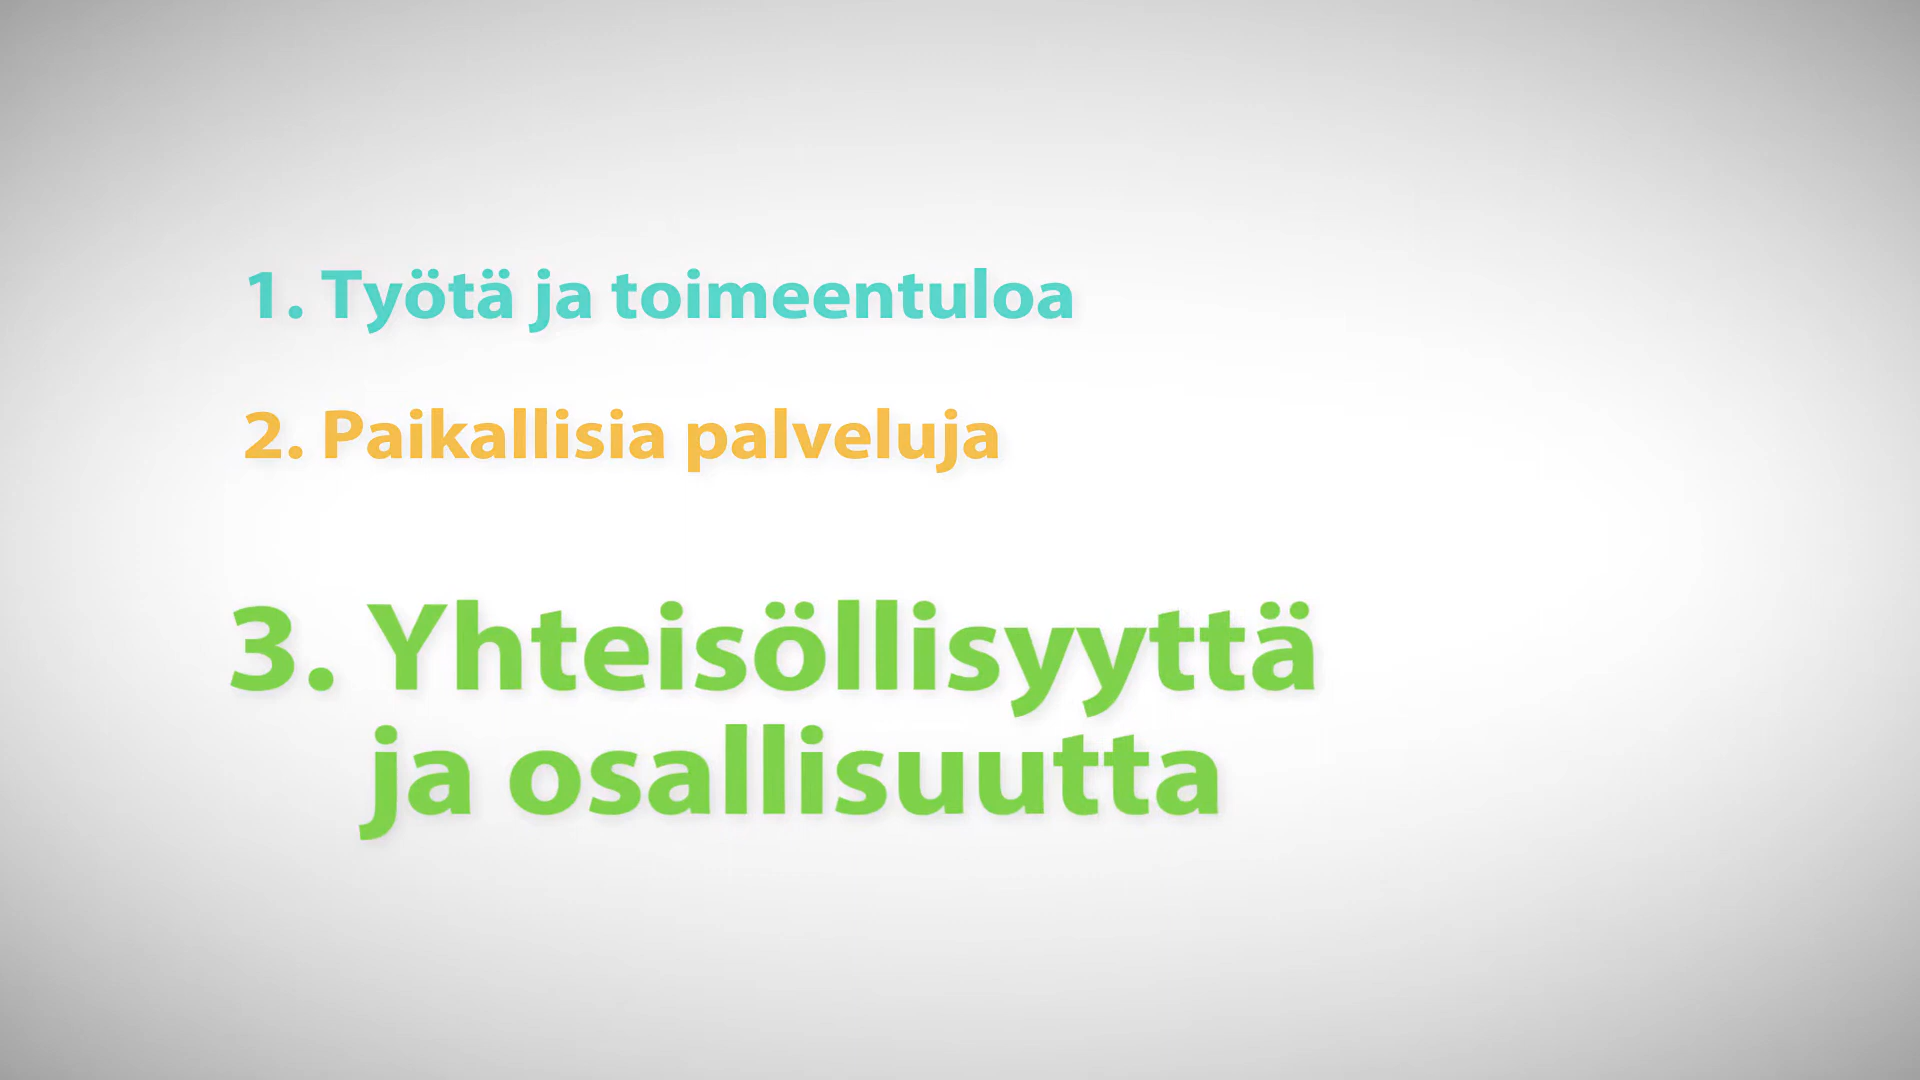 1. Työtä ja toimeentuloa
2. Paikallisia palveluja
3. Yhteisöllisyyttä
ja osallisuutta